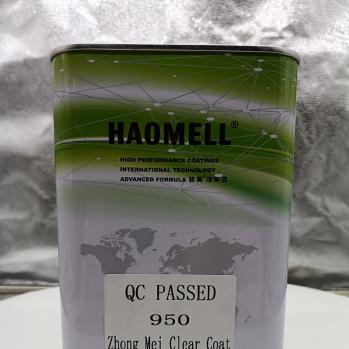 HAOMELL®
HIGH PERFORMANCE COATINGS
INTERNATIONAL TECHNOLOGY
ADVANCED FORMULA
QC PASSED
950
Zhong Mei Clear Coat